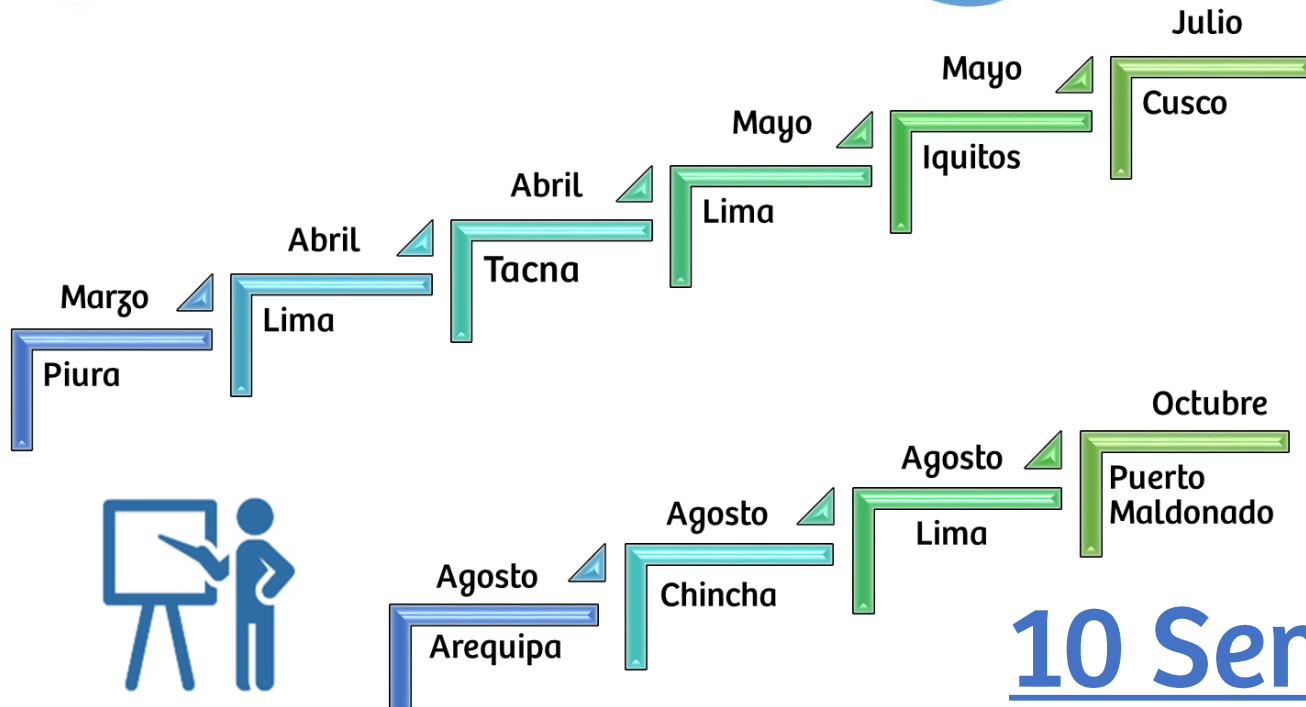 Marzo
Piura
Abril
Lima
Abril
Tacna
Mayo
Lima
Mayo
Iquitos
Julio
Cusco
Agosto
Arequipa
Agosto
Chincha
Agosto
Lima
Octubre
Puerto
Maldonado
10